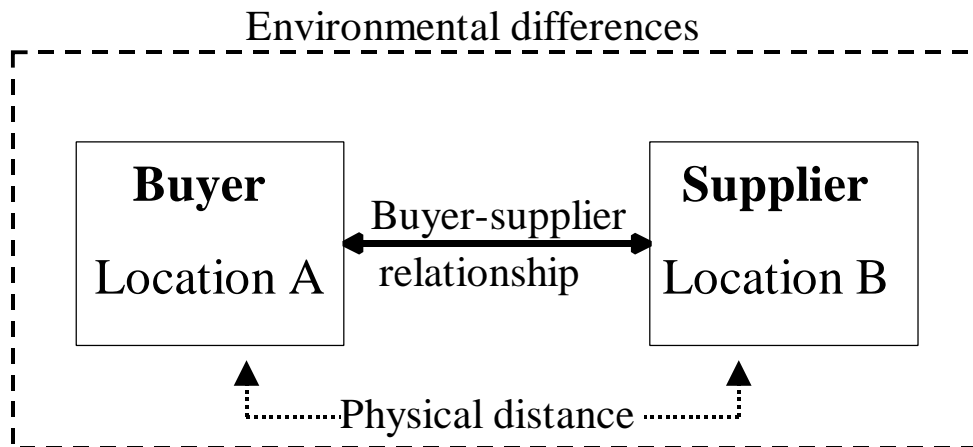 Environmental differences
Buyer
Location A
Buyer-supplier
relationship
Supplier
Location B
Physical distance